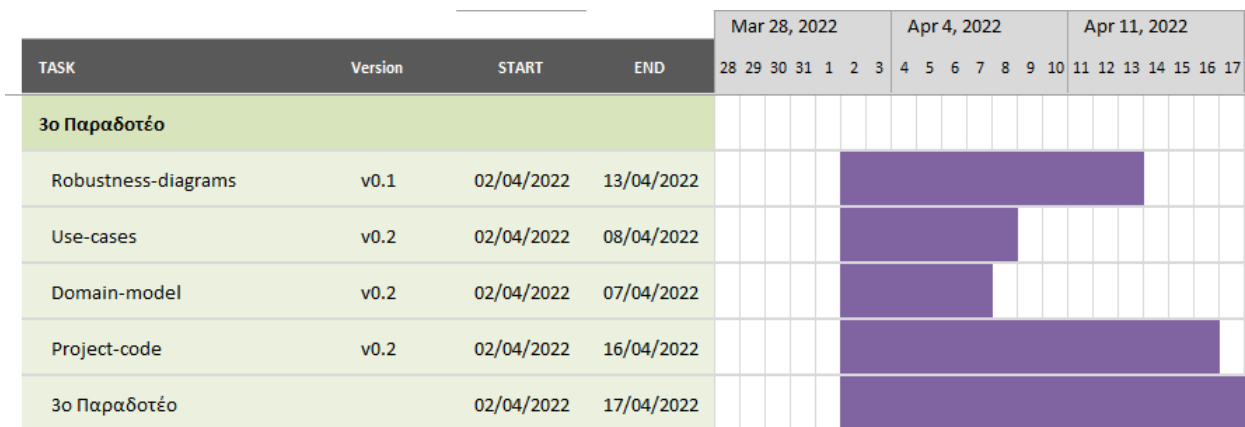 Mar 28, 2022 Apr 4, 2022 Apr 11, 2022
TASK Version START END 28 29 30 31 1 2 3 4 5 6 7 8 9 10 11 12 13 14 15 16 17
3ο Παραδοτέο
Robustness-diagrams v0.1 02/04/2022 13/04/2022
Use-cases v0.2 02/04/2022 08/04/2022
Domain-model v0.2 02/04/2022 07/04/2022
Project-code v0.2 02/04/2022 16/04/2022
3ο Παραδοτέο 02/04/2022 17/04/2022